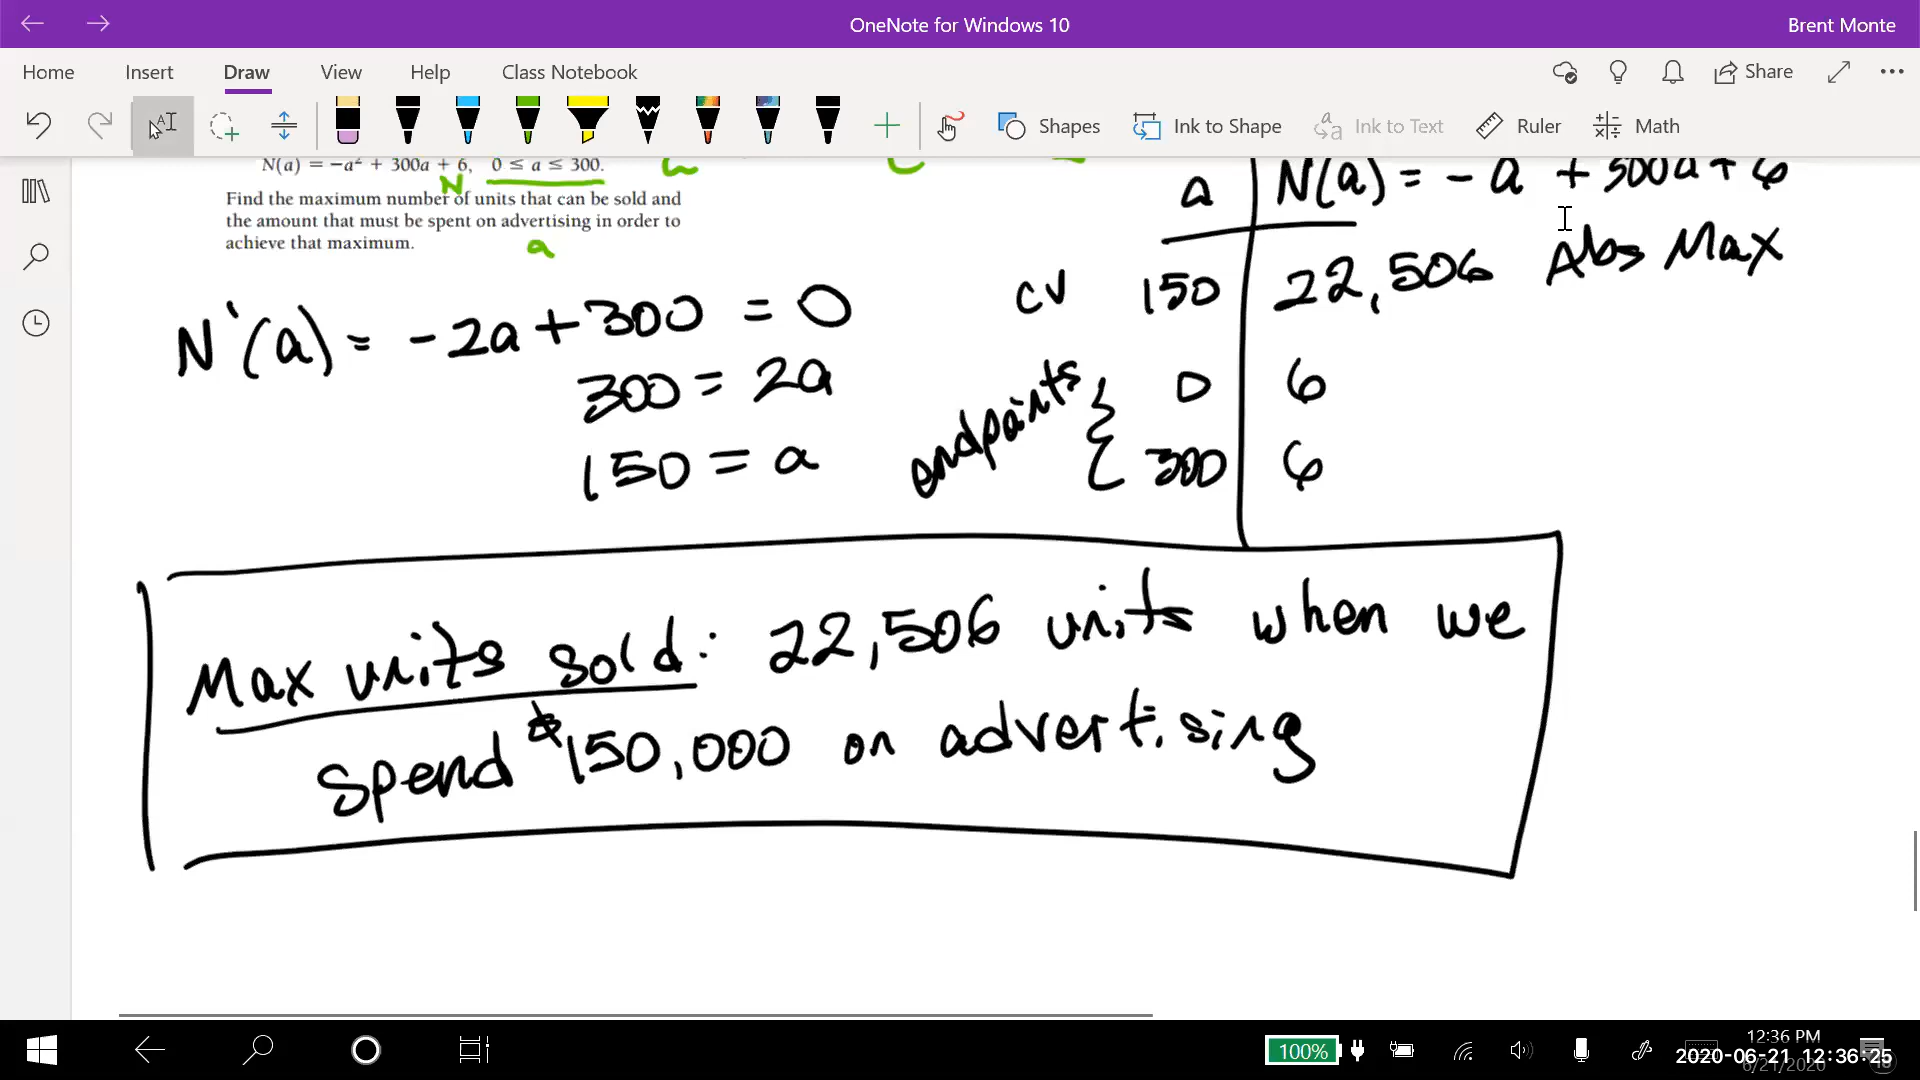 OneNote for Windows 10
Brent Monte
Home Insert Draw View Help Class Notebook
Share
Shapes Ink to Shape Ink to Text Ruler Math
N(a) = −a² + 300a + 6, 0 ≤ a ≤ 300.
N
Find the maximum number of units that can be sold and
the amount that must be spent on advertising in order to
achieve that maximum.
a
N'(a) = -2a + 300 = 0
300 = 2a
150 = a
a N(a) = - a + 300a + 6
cv 150 22,506 Abs Max
endpoints { 0 6
300 6
Max units sold: 22,506 units when we
spend $150,000 on advertising
100%
12:36 PM
2020-06-21 12:36:25
6/21/2020